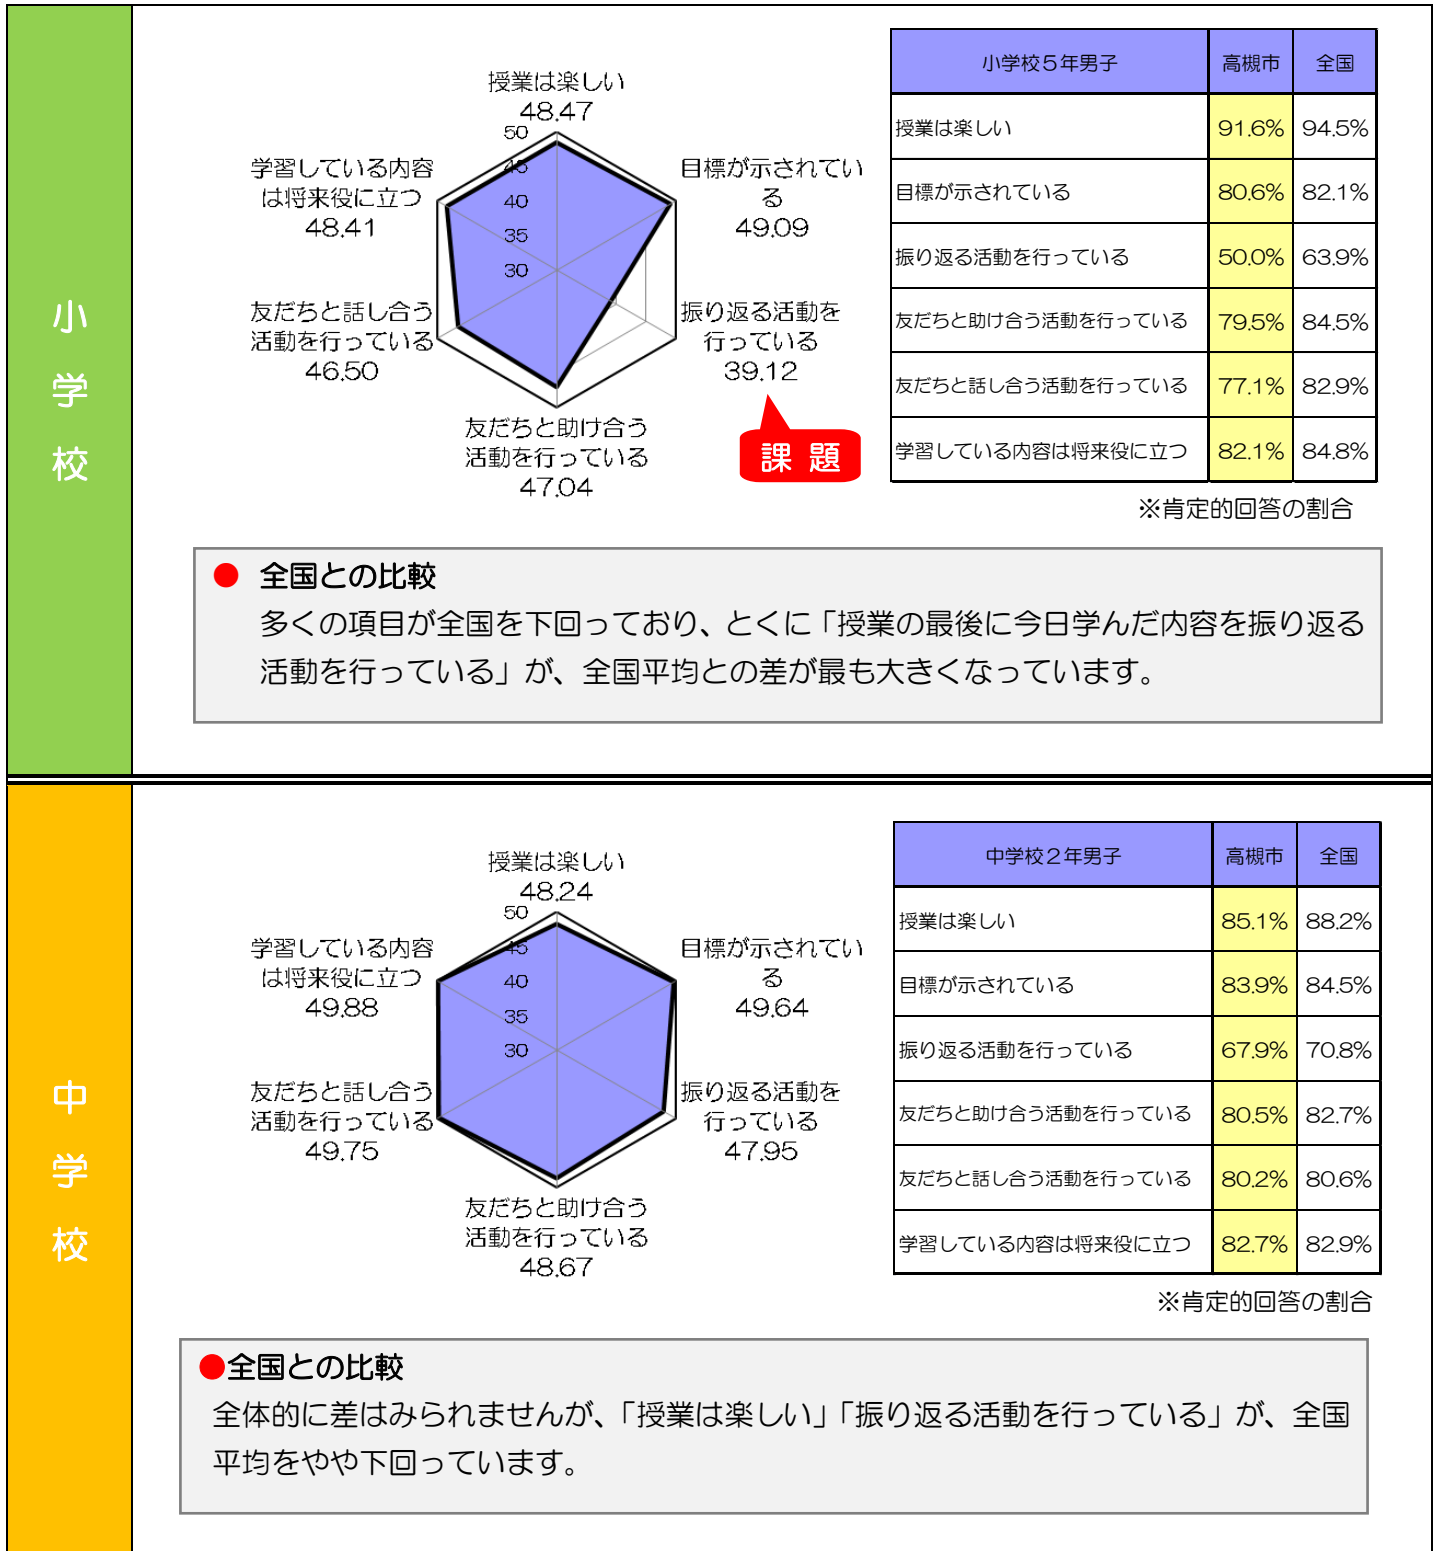 小学校
授業は楽しい
48.47
50
45
40
35
30
目標が示されてい
る
49.09
振り返る活動を
行っている
39.12
課 題
友だちと助け合う
活動を行っている
47.04
友だちと話し合う
活動を行っている
46.50
学習している内容
は将来役に立つ
48.41
小学校5年男子 高槻市 全国
授業は楽しい 91.6% 94.5%
目標が示されている 80.6% 82.1%
振り返る活動を行っている 50.0% 63.9%
友だちと助け合う活動を行っている 79.5% 84.5%
友だちと話し合う活動を行っている 77.1% 82.9%
学習している内容は将来役に立つ 82.1% 84.8%
※肯定的回答の割合
● 全国との比較
多くの項目が全国を下回っており、とくに「授業の最後に今日学んだ内容を振り返る
活動を行っている」が、全国平均との差が最も大きくなっています。
中学校
授業は楽しい
48.24
50
45
40
35
30
目標が示されてい
る
49.64
振り返る活動を
行っている
47.95
友だちと助け合う
活動を行っている
48.67
友だちと話し合う
活動を行っている
49.75
学習している内容
は将来役に立つ
49.88
中学校2年男子 高槻市 全国
授業は楽しい 85.1% 88.2%
目標が示されている 83.9% 84.5%
振り返る活動を行っている 67.9% 70.8%
友だちと助け合う活動を行っている 80.5% 82.7%
友だちと話し合う活動を行っている 80.2% 80.6%
学習している内容は将来役に立つ 82.7% 82.9%
※肯定的回答の割合
●全国との比較
全体的に差はみられませんが、「授業は楽しい」「振り返る活動を行っている」が、全国
平均をやや下回っています。